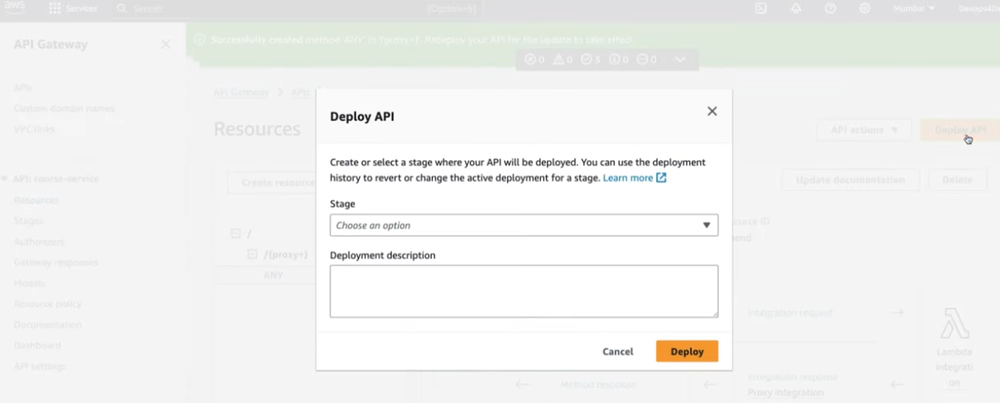 aws
Services
Search
[Option+S]
Mumbai
API Gateway
Successfully created method 'ANY' in '{proxy+}'. Redeploy your API for the update to take effect.
0 0 3 0 0
APIs
Custom domain names
VPC links
API Gateway > APIs
Resources
API actions
Deploy API
API: course-service
Resources
Stages
Authorizers
Gateway responses
Models
Resource policy
Documentation
Dashboard
API settings
Create resource
Update documentation
Delete
/
/{proxy+}
ANY
Deploy API
Create or select a stage where your API will be deployed. You can use the deployment
history to revert or change the active deployment for a stage. Learn more
Stage
Choose an option
Deployment description
Cancel
Deploy
Integration request
Lambda
integrati
on
Method response
Integration response
Proxy integration